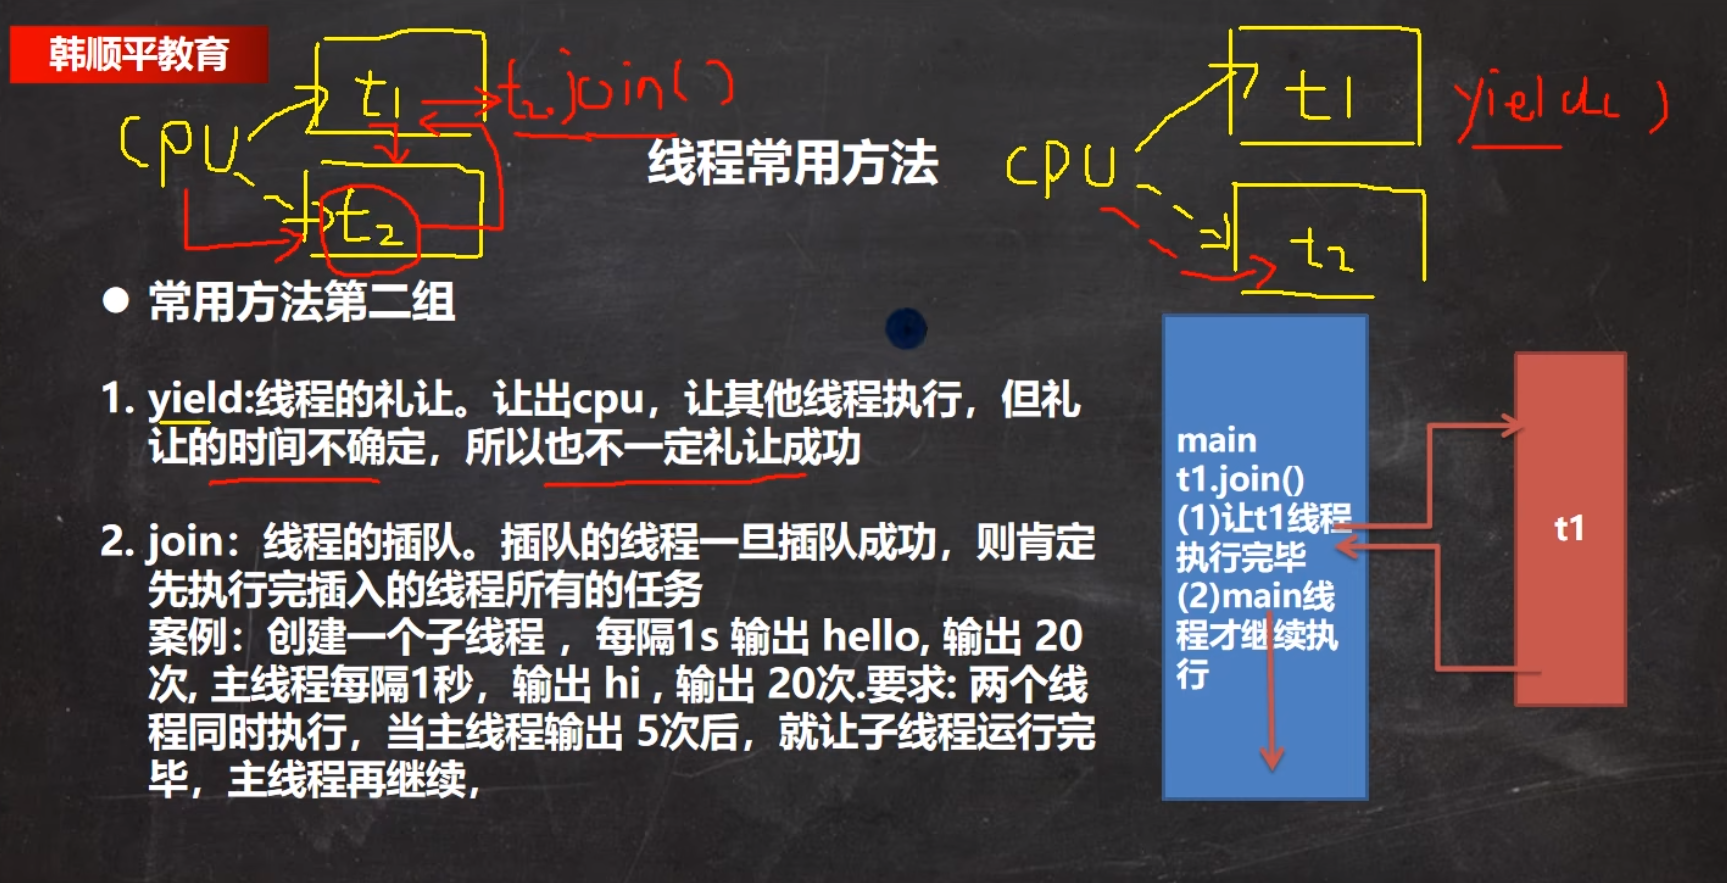 韩顺平教育
t1
t2.join()
cpu
t2
线程常用方法
t1
yield()
cpu
t2
● 常用方法第二组
1. yield:线程的礼让。让出cpu，让其他线程执行，但礼
让的时间不确定，所以也不一定礼让成功
2. join：线程的插队。插队的线程一旦插队成功，则肯定
先执行完插入的线程所有的任务
案例：创建一个子线程 ，每隔1s 输出 hello, 输出 20
次, 主线程每隔1秒，输出 hi , 输出 20次.要求: 两个线
程同时执行，当主线程输出 5次后，就让子线程运行完
毕，主线程再继续，
main
t1.join()
(1)让t1线程
执行完毕
(2)main线
程才继续执
行
t1